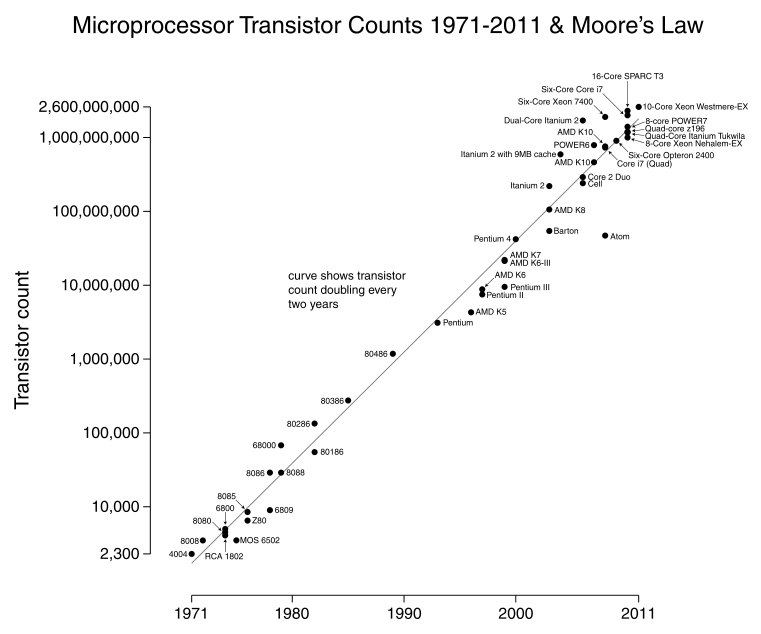 Microprocessor Transistor Counts 1971-2011 & Moore's Law
16-Core SPARC T3
Six-Core Core i7
Six-Core Xeon 7400
2,600,000,000
10-Core Xeon Westmere-EX
Dual-Core Itanium 2
8-core POWER7
Quad-core z196
AMD K10
1,000,000,000
Quad-Core Itanium Tukwila
POWER6
8-Core Xeon Nehalem-EX
Itanium 2 with 9MB cache
Six-Core Opteron 2400
AMD K10
Core i7 (Quad)
Core 2 Duo
Itanium 2
Cell
100,000,000
AMD K8
Barton
Pentium 4
Atom
AMD K7
AMD K6-III
curve shows transistor
count doubling every
two years
AMD K6
10,000,000
Pentium III
Pentium II
AMD K5
Pentium
Transistor count
1,000,000
80486
80386
100,000
80286
68000
80186
8086
8088
8085
10,000
6800
6809
8080
Z80
8008
MOS 6502
2,300
4004
RCA 1802
1971
1980
1990
2000
2011